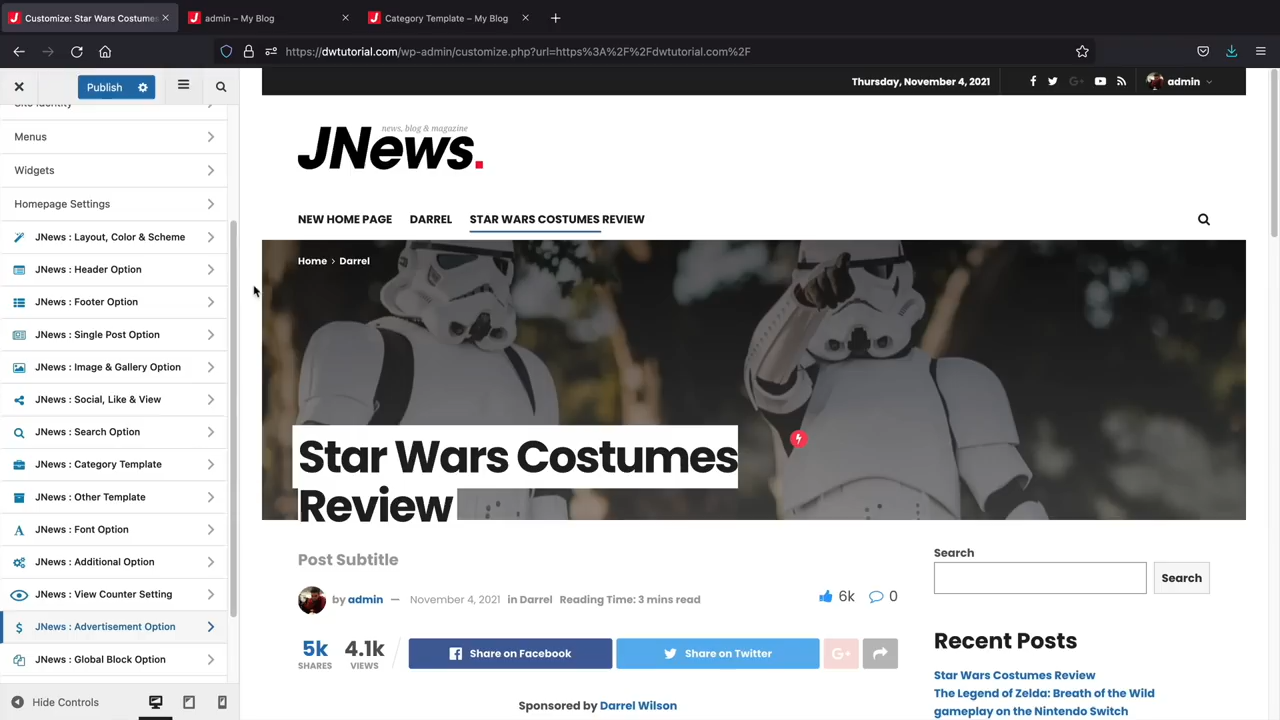 Customize: Star Wars Costumes
admin – My Blog
Category Template – My Blog
https://dwtutorial.com/wp-admin/customize.php?url=https%3A%2F%2Fdwtutorial.com%2F
Publish
Site Identity
Menus
Widgets
Homepage Settings
JNews : Layout, Color & Scheme
JNews : Header Option
JNews : Footer Option
JNews : Single Post Option
JNews : Image & Gallery Option
JNews : Social, Like & View
JNews : Search Option
JNews : Category Template
JNews : Other Template
JNews : Font Option
JNews : Additional Option
JNews : View Counter Setting
JNews : Advertisement Option
JNews : Global Block Option
Hide Controls
Thursday, November 4, 2021
admin
news, blog & magazine
JNews.
NEW HOME PAGE DARREL STAR WARS COSTUMES REVIEW
Home > Darrel
Star Wars Costumes
Review
Post Subtitle
by admin — November 4, 2021 in Darrel Reading Time: 3 mins read
6k 0
5k
SHARES
4.1k
VIEWS
Share on Facebook
Share on Twitter
G+
Sponsored by Darrel Wilson
Search
Search
Recent Posts
Star Wars Costumes Review
The Legend of Zelda: Breath of the Wild
gameplay on the Nintendo Switch